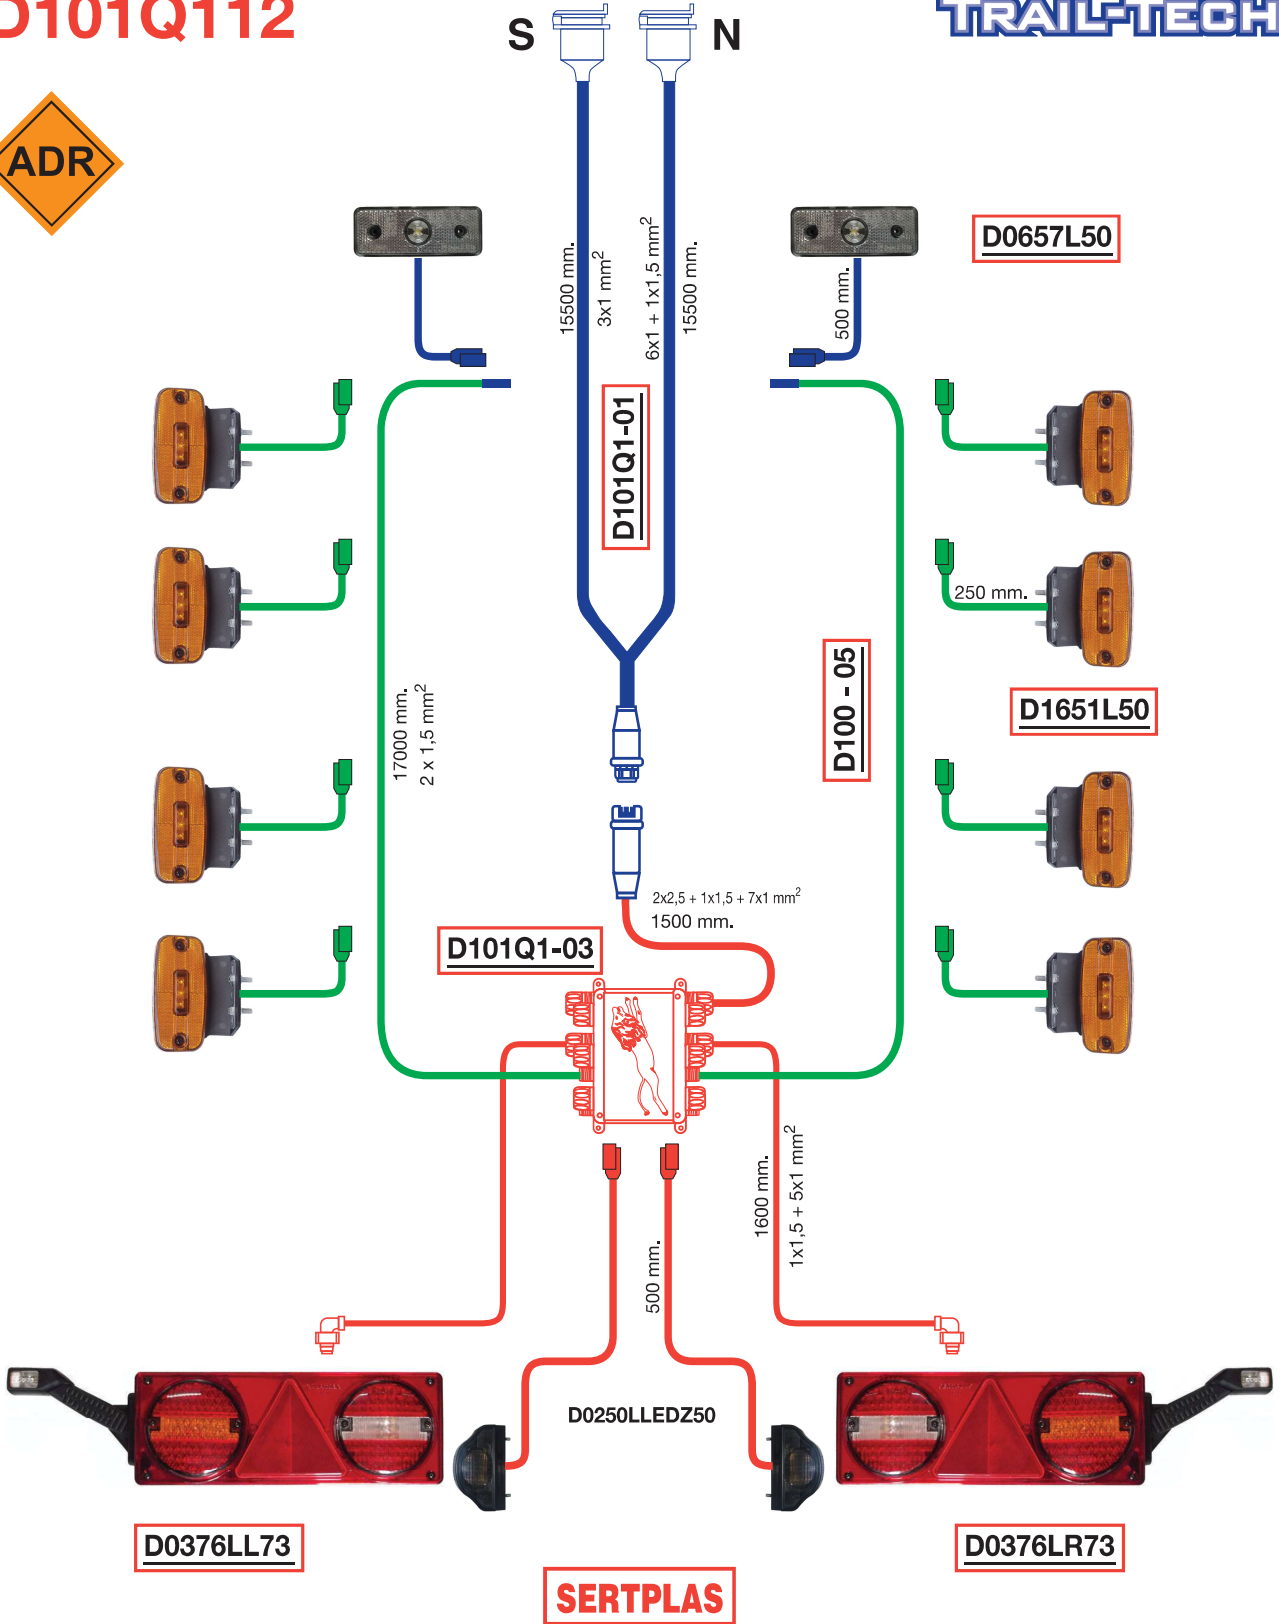 D101Q112
S
N
TRAIL-TECH
ADR
D0657L50
15500 mm.
3x1 mm²
6x1 + 1x1,5 mm²
15500 mm.
500 mm.
D101Q1-01
250 mm.
D100 - 05
D1651L50
17000 mm.
2 x 1,5 mm²
2x2,5 + 1x1,5 + 7x1 mm²
1500 mm.
D101Q1-03
1600 mm.
1x1,5 + 5x1 mm²
500 mm.
D0250LLEDZ50
D0376LL73
D0376LR73
SERTPLAS